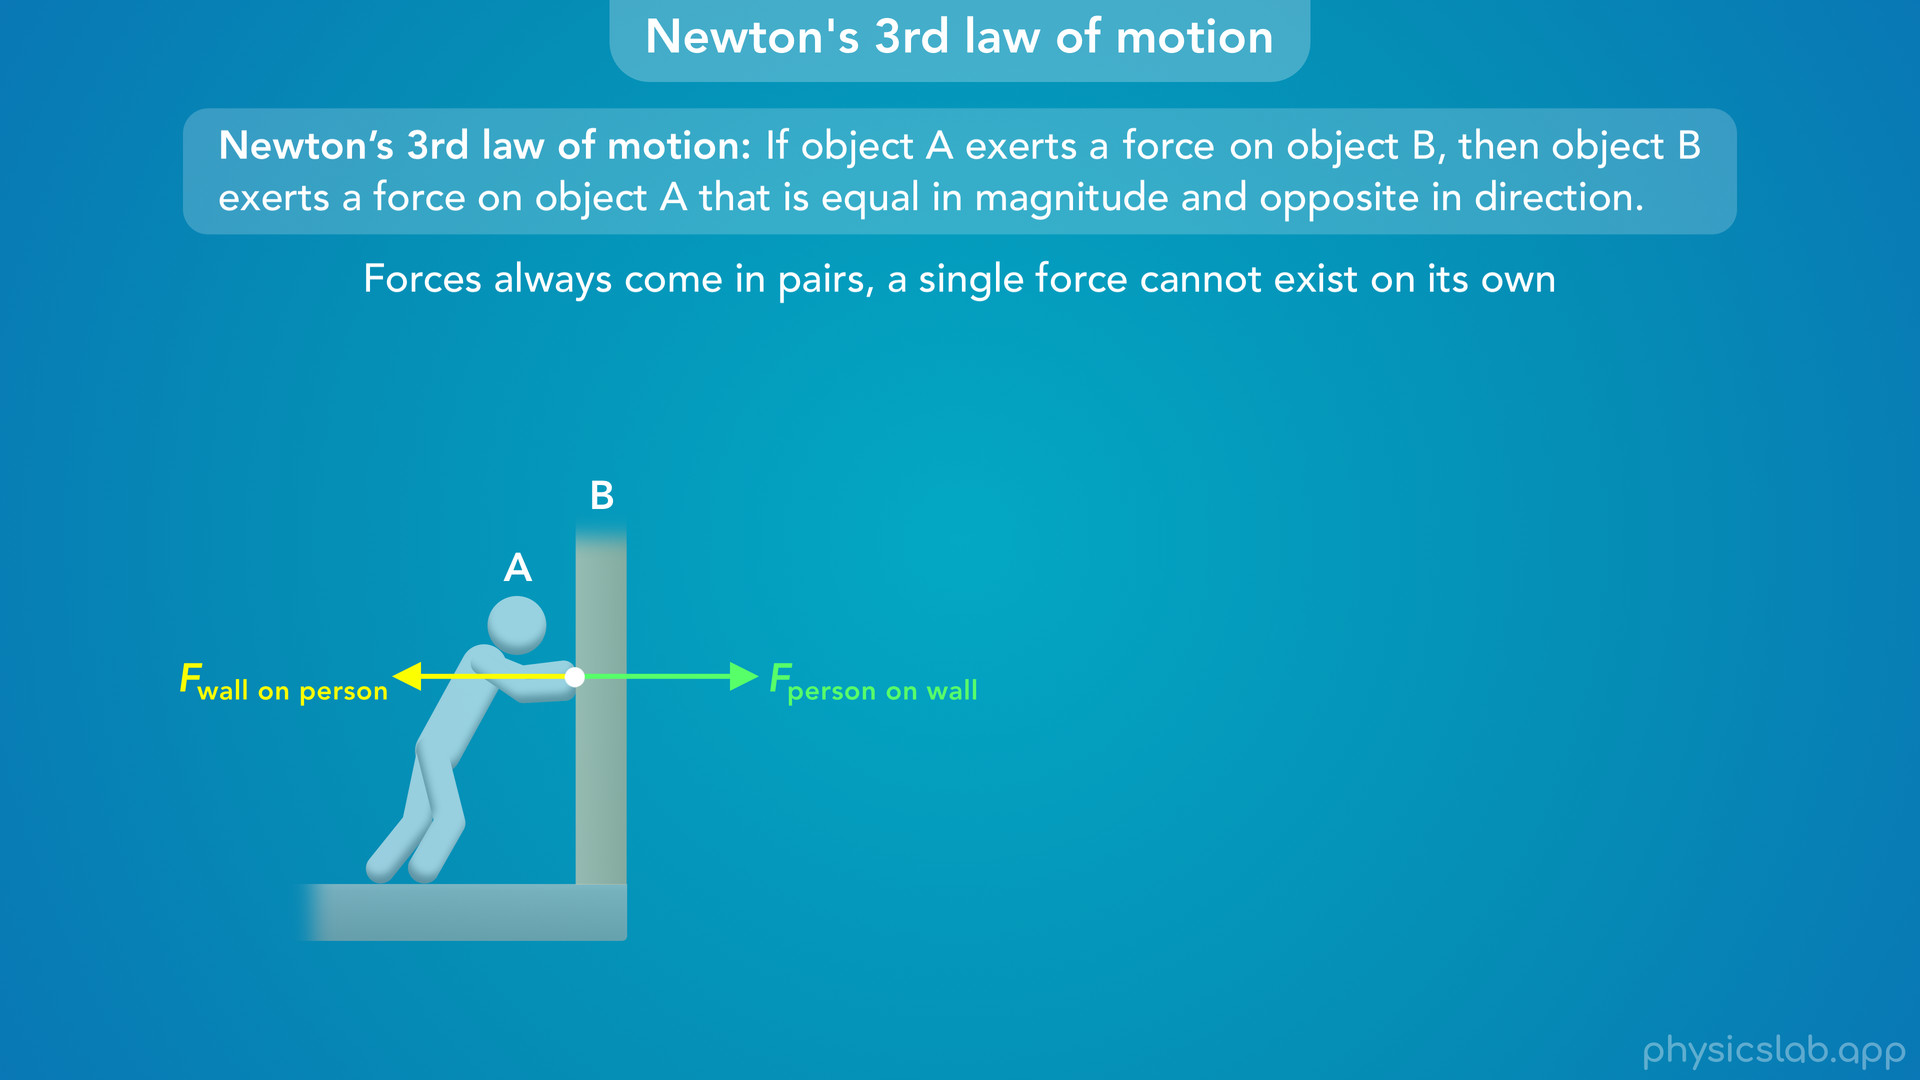 Newton's 3rd law of motion
Newton’s 3rd law of motion: If object A exerts a force on object B, then object B
exerts a force on object A that is equal in magnitude and opposite in direction.
Forces always come in pairs, a single force cannot exist on its own
B
A
F wall on person
F person on wall
physicslab.app